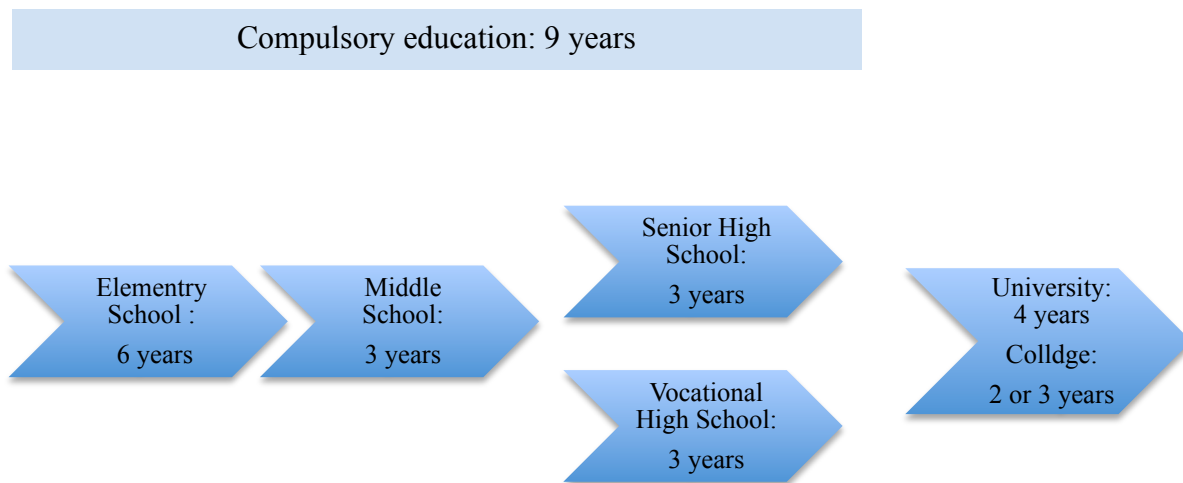 Compulsory education: 9 years
Elementry
School :
6 years
Middle
School:
3 years
Senior High
School:
3 years
Vocational
High School:
3 years
University:
4 years
Colldge:
2 or 3 years